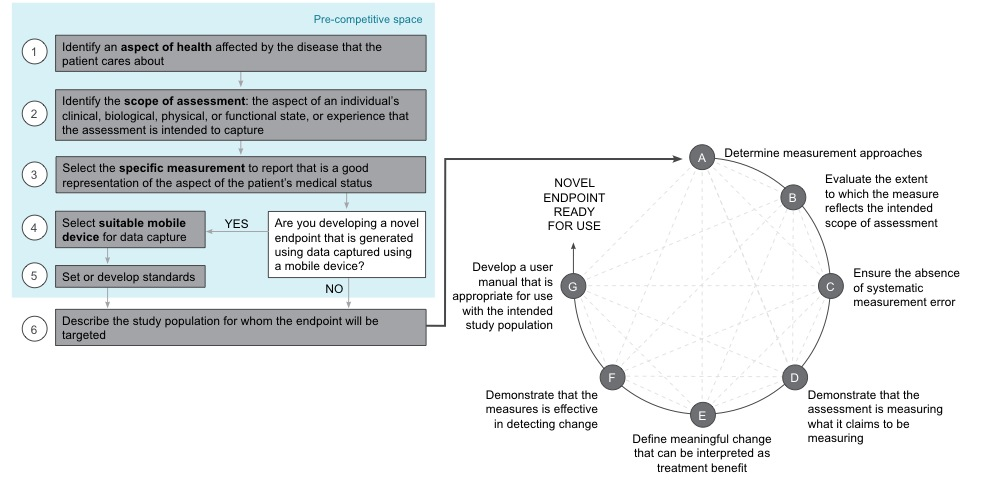 Pre-competitive space
1
Identify an aspect of health affected by the disease that the
patient cares about
2
Identify the scope of assessment: the aspect of an individual's
clinical, biological, physical, or functional state, or experience that
the assessment is intended to capture
3
Select the specific measurement to report that is a good
representation of the aspect of the patient's medical status
4
Select suitable mobile
device for data capture
YES
Are you developing a novel
endpoint that is generated
using data captured using
a mobile device?
5
Set or develop standards
NO
6
Describe the study population for whom the endpoint will be
targeted
A
Determine measurement approaches
B
Evaluate the extent
to which the measure
reflects the intended
scope of assessment
C
Ensure the absence
of systematic
measurement error
D
Demonstrate that the
assessment is measuring
what it claims to be
measuring
E
Define meaningful change
that can be interpreted as
treatment benefit
F
Demonstrate that the
measures is effective
in detecting change
G
Develop a user
manual that is
appropriate for use
with the intended
study population
NOVEL
ENDPOINT
READY
FOR USE